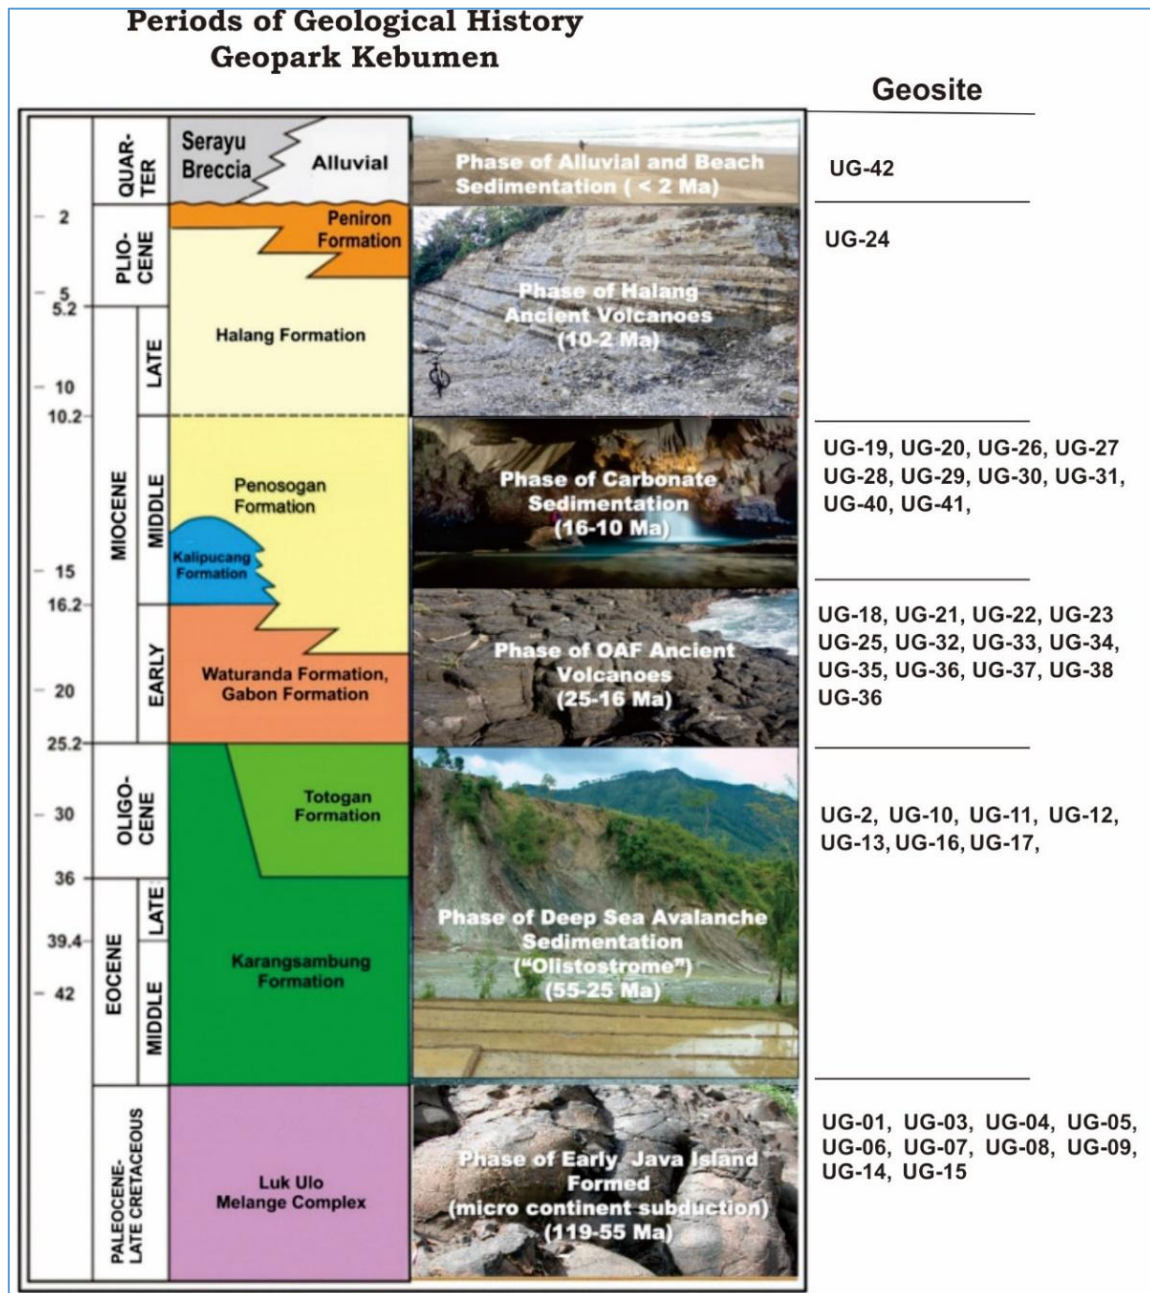 Periods of Geological History
Geopark Kebumen
Geosite
QUAR-
TER
Serayu
Breccia
Alluvial
Phase of Alluvial and Beach
Sedimentation ( < 2 Ma)
UG-42
2
PLIO-
CENE
Peniron
Formation
UG-24
5
5.2
Phase of Halang
Ancient Volcanoes
(10-2 Ma)
MIOCENE
LATE
Halang Formation
10
10.2
MIDDLE
Penosogan
Formation
Kalipucang
Formation
Phase of Carbonate
Sedimentation
(16-10 Ma)
UG-19, UG-20, UG-26, UG-27
UG-28, UG-29, UG-30, UG-31,
UG-40, UG-41,
15
16.2
EARLY
Waturanda Formation,
Gabon Formation
Phase of OAF Ancient
Volcanoes
(25-16 Ma)
UG-18, UG-21, UG-22, UG-23
UG-25, UG-32, UG-33, UG-34,
UG-35, UG-36, UG-37, UG-38
UG-36
20
25.2
OLIGO-
CENE
Totogan
Formation
30
UG-2, UG-10, UG-11, UG-12,
UG-13, UG-16, UG-17,
36
EOCENE
LATE
39.4
MIDDLE
Karangsambung
Formation
42
Phase of Deep Sea Avalanche
Sedimentation
(“Olistostrome”)
(55-25 Ma)
PALEOCENE-
LATE CRETACEOUS
Luk Ulo
Melange Complex
Phase of Early Java Island
Formed
(micro continent subduction)
(119-55 Ma)
UG-01, UG-03, UG-04, UG-05,
UG-06, UG-07, UG-08, UG-09,
UG-14, UG-15